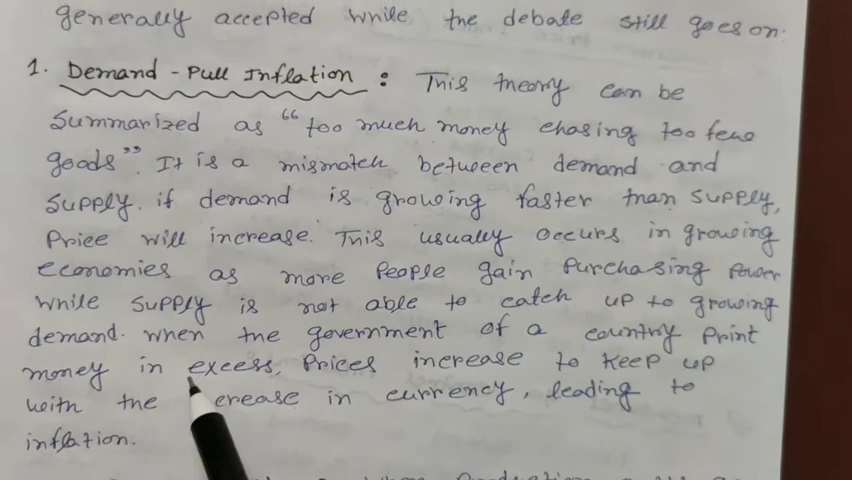 generally accepted while the debate still goes on.
1. Demand-Pull Inflation : This theory can be
summarized as "too much money chasing too few
goods". It is a mismatch between demand and
supply. if demand is growing faster than supply,
Price will increase. This usually occurs in growing
economies as more people gain purchasing power
while supply is not able to catch up to growing
demand. when the government of a country print
money in excess, Prices increase to keep up
with the crease in currency, leading to
inflation.